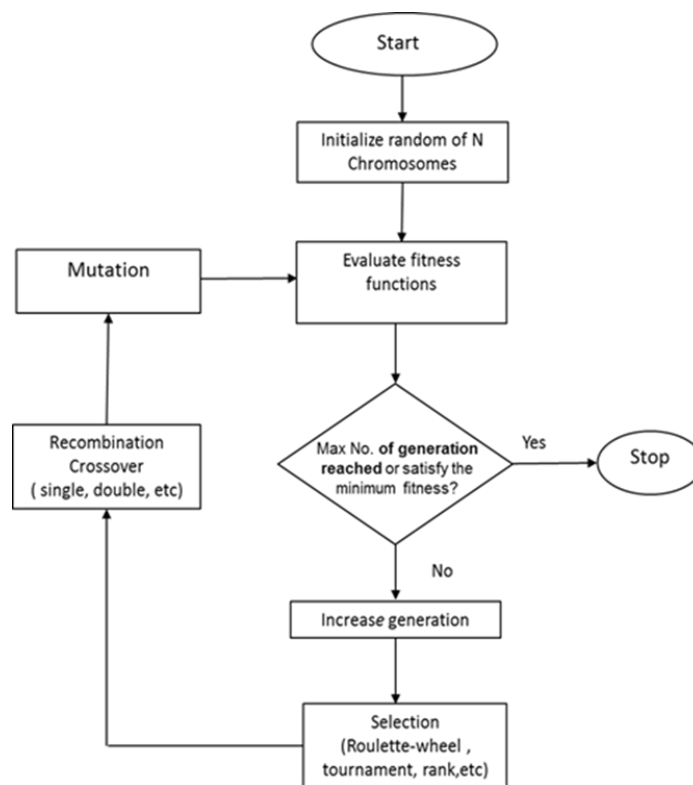 Start
Initialize random of N
Chromosomes
Mutation
Evaluate fitness
functions
Max No. of generation
reached or satisfy the
minimum fitness?
Yes
Stop
No
Recombination
Crossover
( single, double, etc)
Increase generation
Selection
(Roulette-wheel ,
tournament, rank,etc)